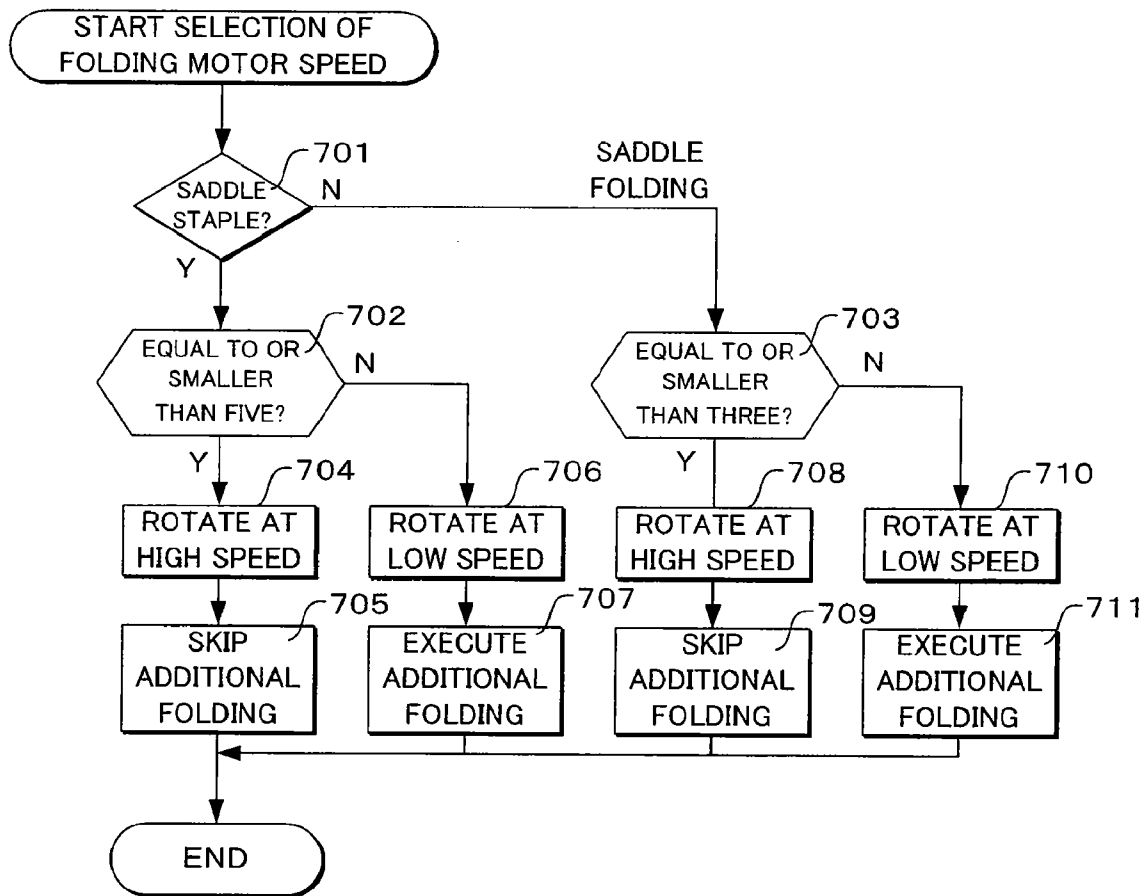 START SELECTION OF
FOLDING MOTOR SPEED
701
SADDLE
STAPLE?
N
SADDLE
FOLDING
Y
702
EQUAL TO OR
SMALLER
THAN FIVE?
N
703
EQUAL TO OR
SMALLER
THAN THREE?
N
Y
704
ROTATE AT
HIGH SPEED
706
ROTATE AT
LOW SPEED
Y
708
ROTATE AT
HIGH SPEED
710
ROTATE AT
LOW SPEED
705
SKIP
ADDITIONAL
FOLDING
707
EXECUTE
ADDITIONAL
FOLDING
709
SKIP
ADDITIONAL
FOLDING
711
EXECUTE
ADDITIONAL
FOLDING
END